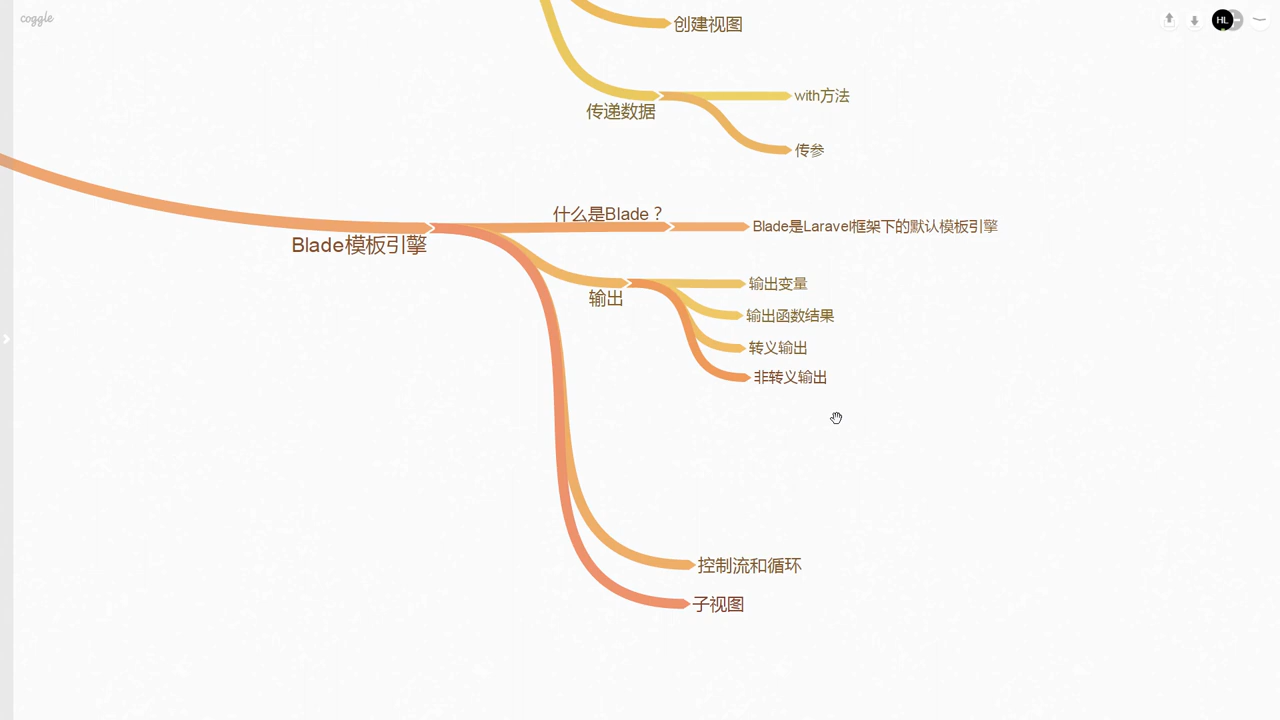 coggle
HL
创建视图
传递数据
with方法
传参
Blade模板引擎
什么是Blade？
Blade是Laravel框架下的默认模板引擎
输出
输出变量
输出函数结果
转义输出
非转义输出
控制流和循环
子视图